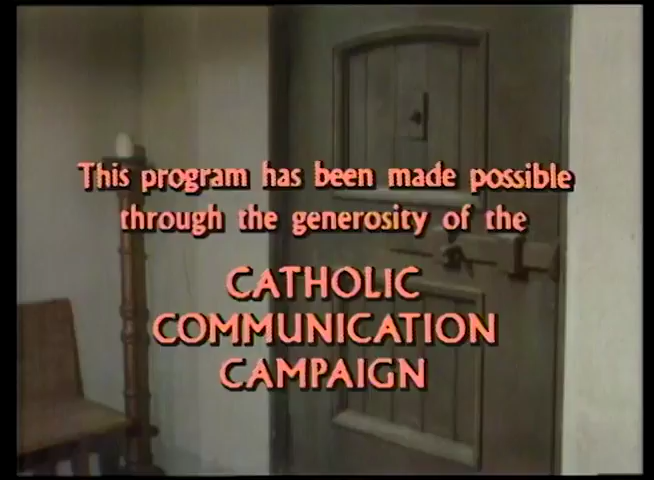 This program has been made possible
through the generosity of the
CATHOLIC
COMMUNICATION
CAMPAIGN